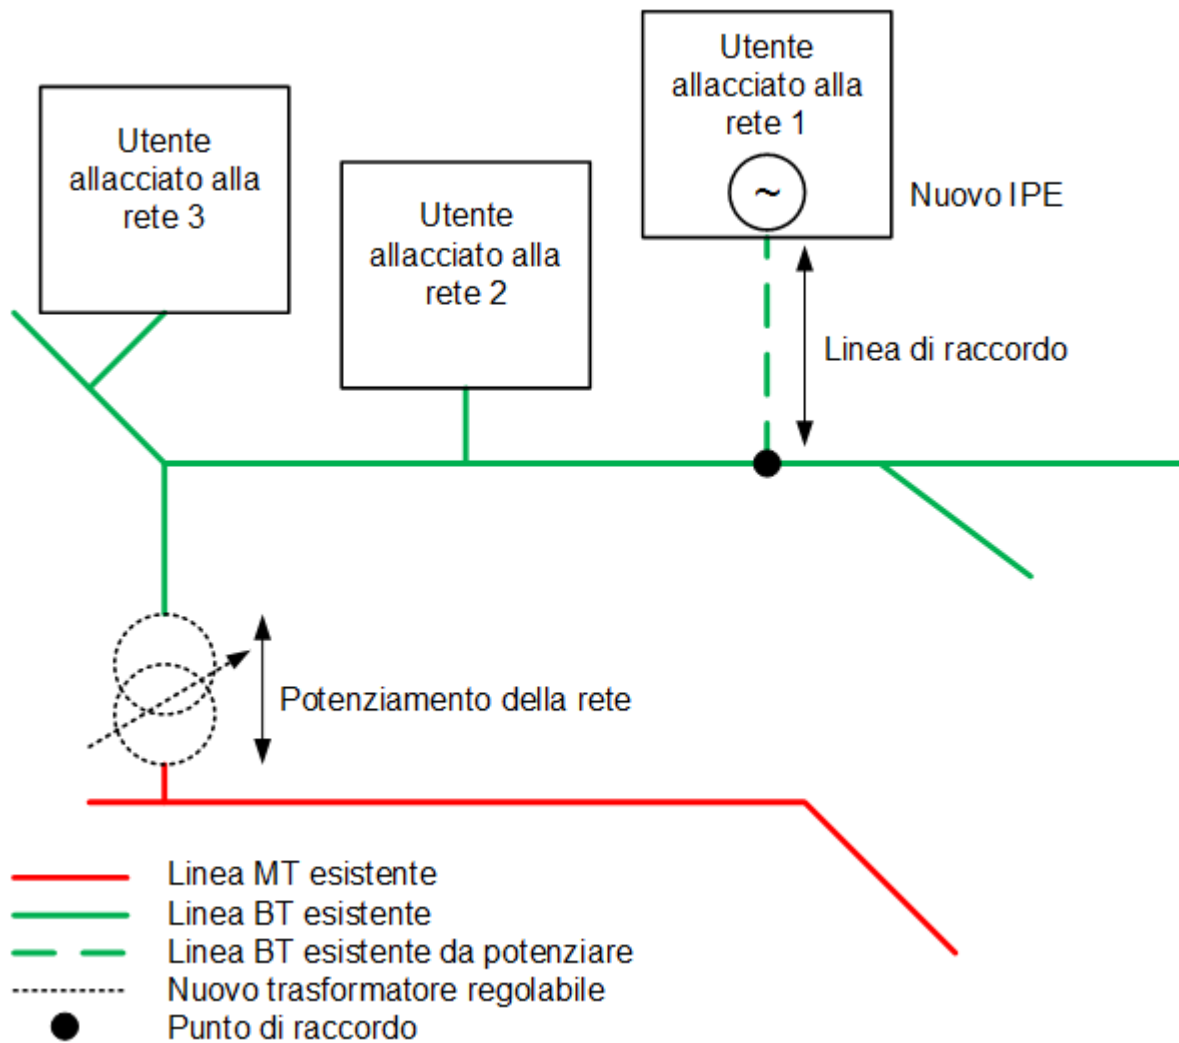 Utente
allacciato alla
rete 1
~
Nuovo IPE
Utente
allacciato alla
rete 3
Utente
allacciato alla
rete 2
Linea di raccordo
Potenziamento della rete
Linea MT esistente
Linea BT esistente
Linea BT esistente da potenziare
Nuovo trasformatore regolabile
Punto di raccordo